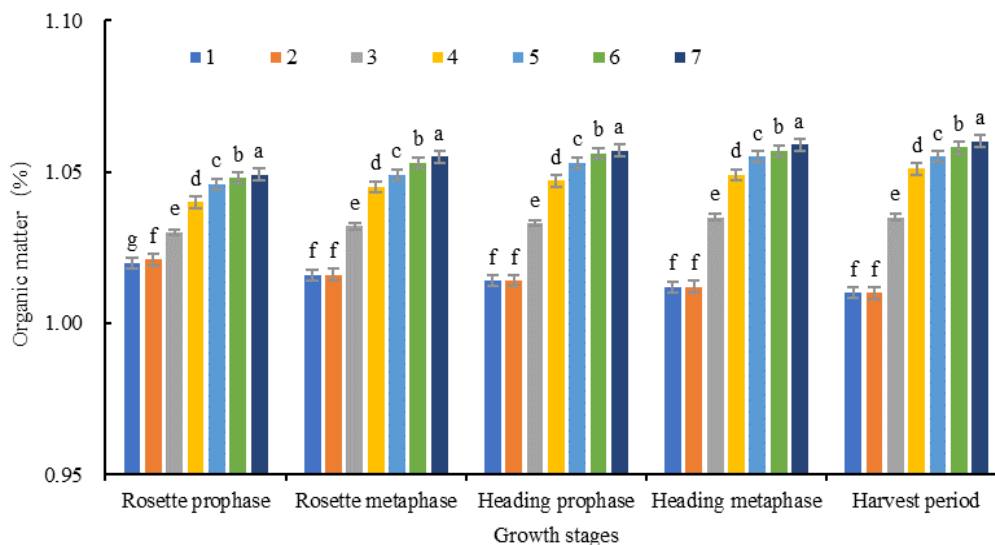 1.10
1 2 3 4 5 6 7
g f e d c b a
f f e d c b a
f f e d c b a
f f e d c b a
f f e d c b a
1.05
1.00
0.95
Organic matter (%)
Rosette prophase Rosette metaphase Heading prophase Heading metaphase Harvest period
Growth stages